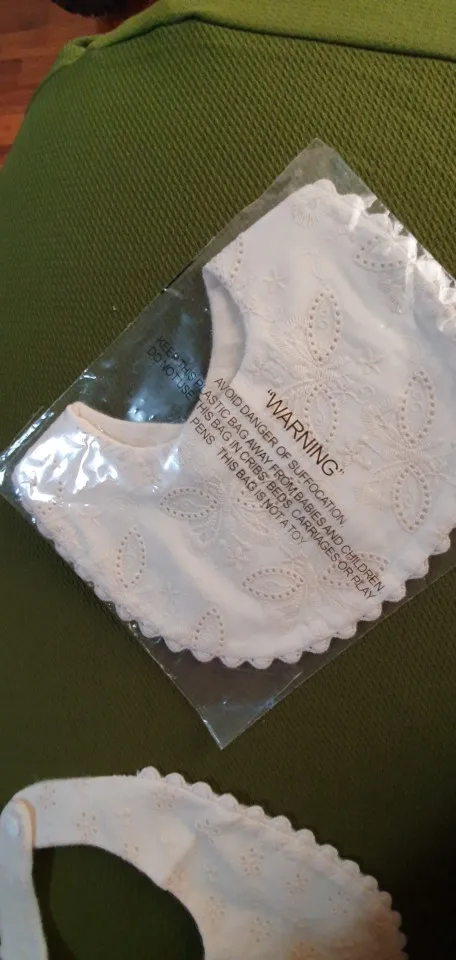 "WARNING"
AVOID DANGER OF SUFFOCATION
KEEP THIS PLASTIC BAG AWAY FROM BABIES AND CHILDREN
DO NOT USE THIS BAG IN CRIBS, BEDS, CARRIAGES OR PLAY
PENS. THIS BAG IS NOT A TOY.